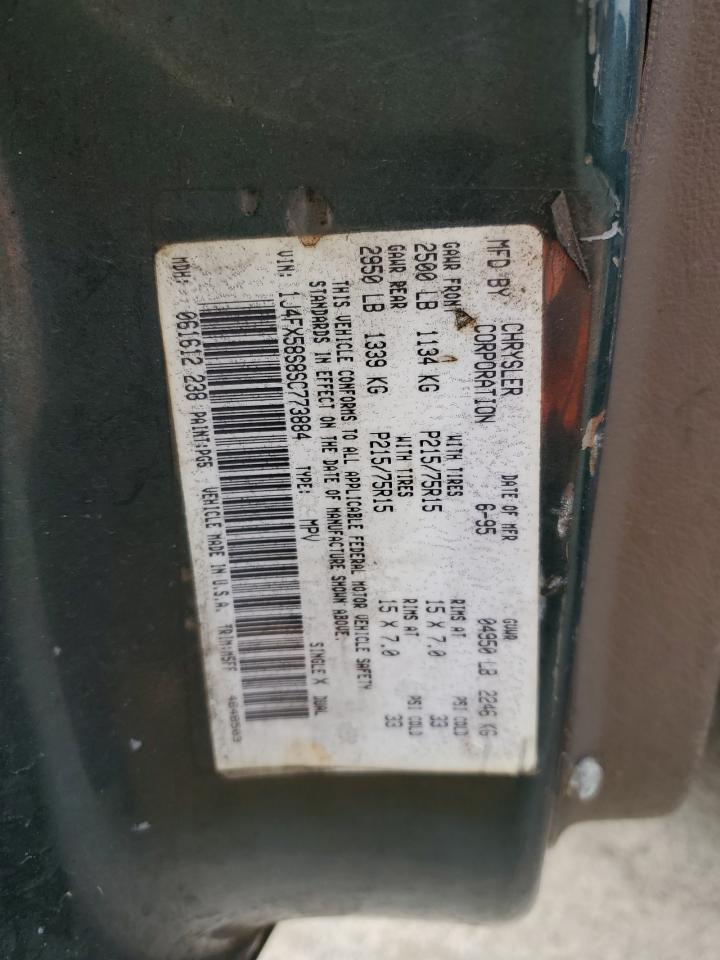 MFD BY CHRYSLER CORPORATION DATE OF MFR 6-95 GVWR 04950 LB 2246 KG
GAWR FRONT WITH TIRES RIMS AT PSI COLD
2500 LB 1134 KG P215/75R15 15 X 7.0 33
GAWR REAR WITH TIRES RIMS AT PSI COLD
2950 LB 1339 KG P215/75R15 15 X 7.0 33
THIS VEHICLE CONFORMS TO ALL APPLICABLE FEDERAL MOTOR VEHICLE SAFETY
STANDARDS IN EFFECT ON THE DATE OF MANUFACTURE SHOWN ABOVE.
VIN: 1J4FX58S8SC773884 TYPE: MPV SINGLE X DUAL
MDH: 061612 238 PAINT:PG5 VEHICLE MADE IN U.S.A. TRIM:M5FF 4648503